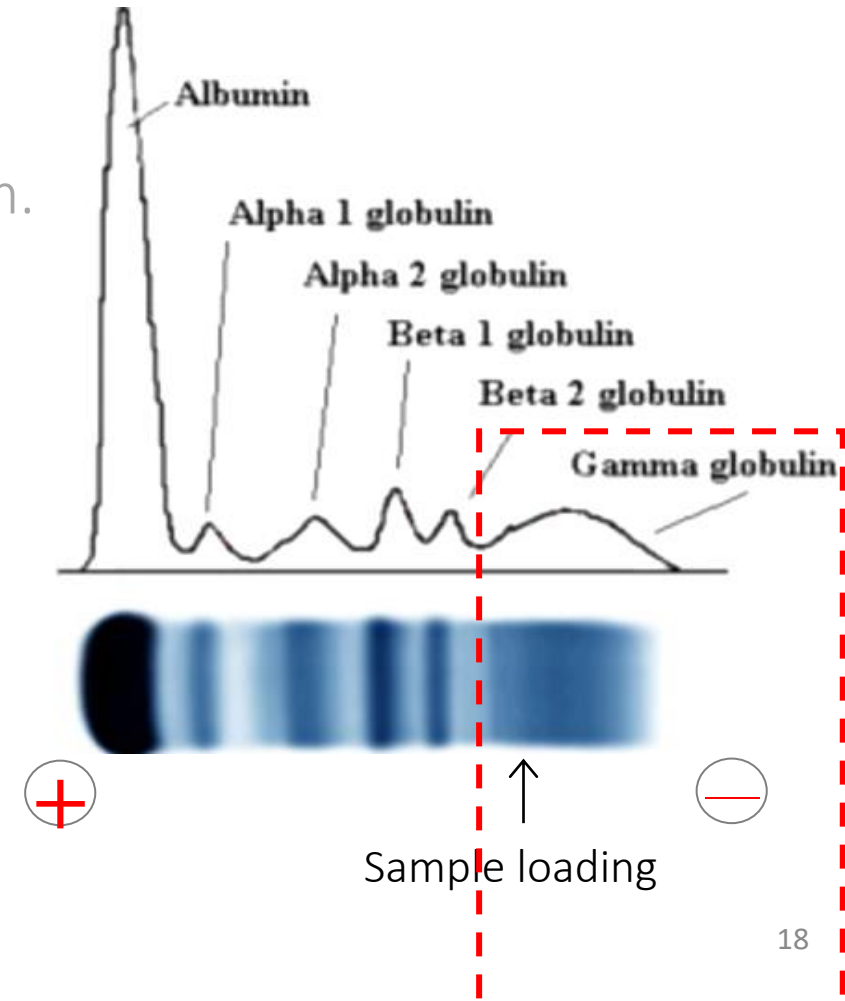 Albumin
n.
Alpha 1 globulin
Alpha 2 globulin
Beta 1 globulin
Beta 2 globulin
Gamma globulin
+
−
Sample loading
18